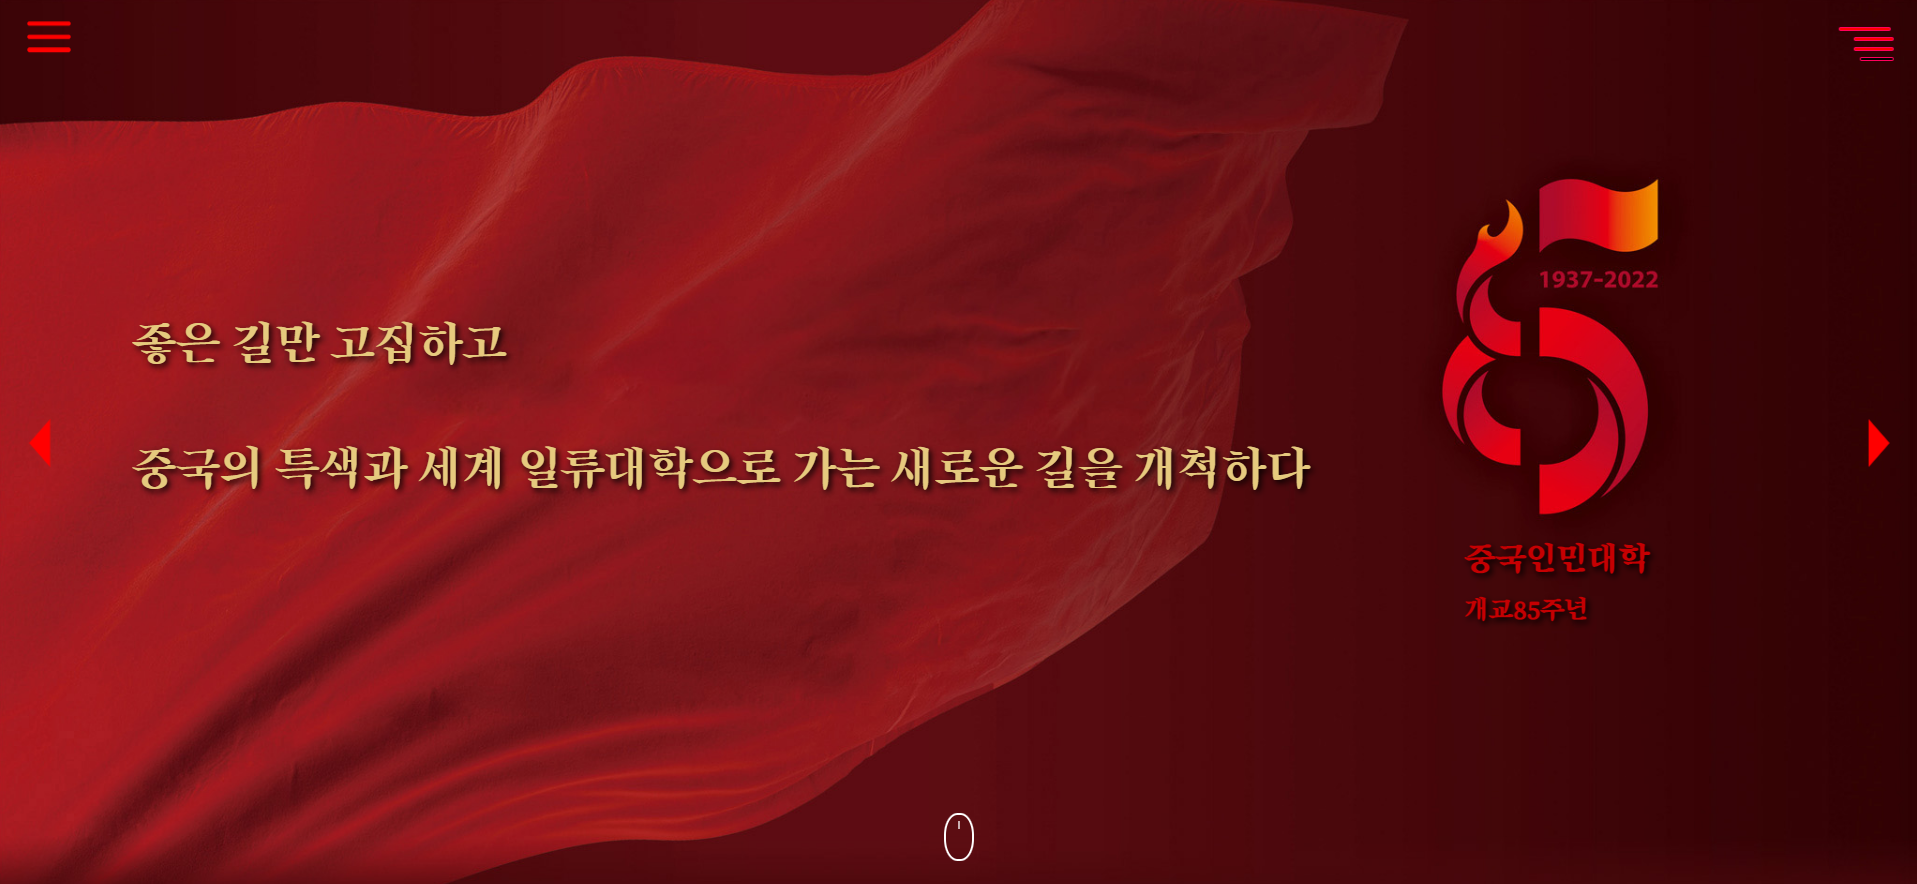 좋은 길만 고집하고
중국의 특색과 세계 일류대학으로 가는 새로운 길을 개척하다
1937-2022
중국인민대학
개교85주년